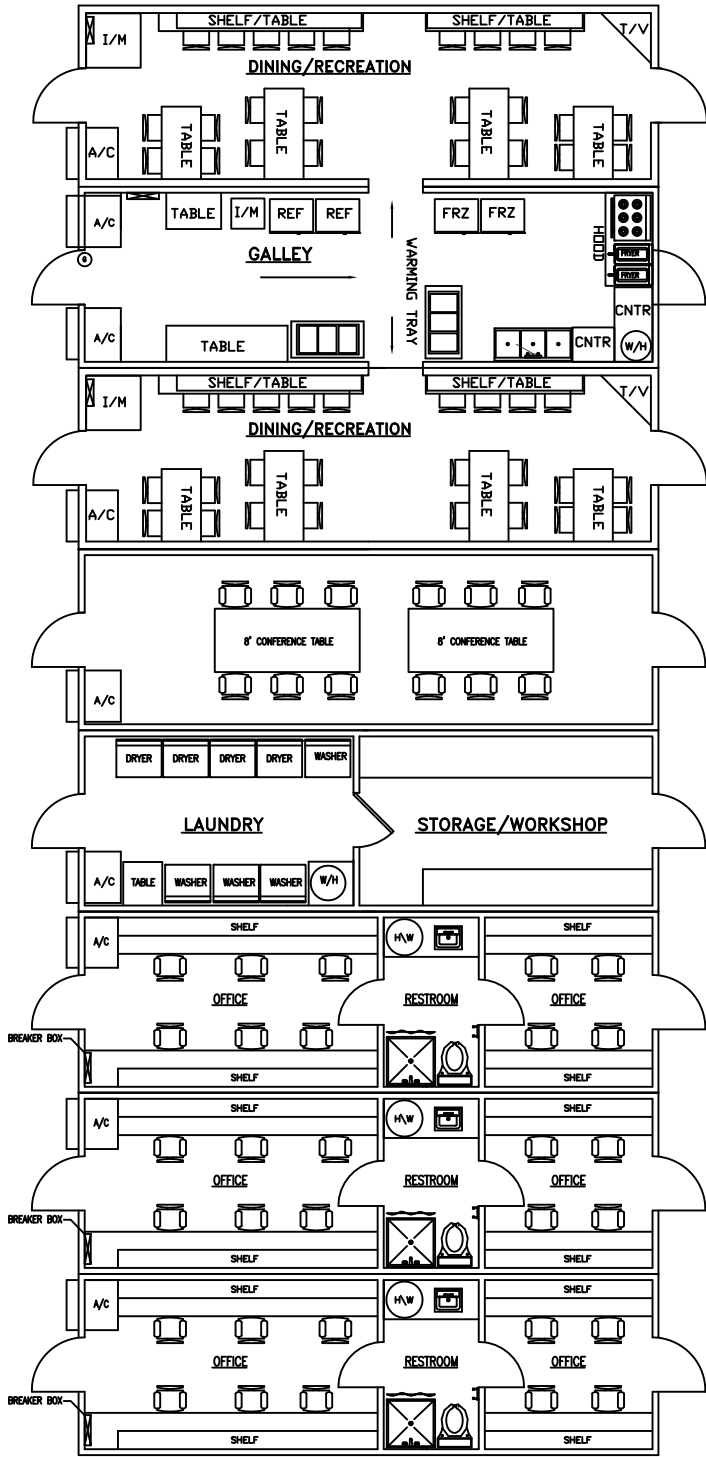 SHELF/TABLE
SHELF/TABLE
I/M
T/V
DINING/RECREATION
TABLE
TABLE
TABLE
TABLE
A/C
A/C
TABLE
I/M
REF
REF
FRZ
FRZ
HOOD
FRYER
FRYER
GALLEY
WARMING TRAY
G
CNTR
A/C
TABLE
CNTR
W/H
SHELF/TABLE
SHELF/TABLE
I/M
T/V
DINING/RECREATION
TABLE
TABLE
TABLE
TABLE
A/C
8' CONFERENCE TABLE
8' CONFERENCE TABLE
A/C
DRYER
DRYER
DRYER
DRYER
WASHER
LAUNDRY
STORAGE/WORKSHOP
A/C
TABLE
WASHER
WASHER
WASHER
W/H
A/C
SHELF
H\W
SHELF
OFFICE
RESTROOM
OFFICE
BREAKER BOX
SHELF
SHELF
A/C
SHELF
H\W
SHELF
OFFICE
RESTROOM
OFFICE
BREAKER BOX
SHELF
SHELF
A/C
SHELF
H\W
SHELF
OFFICE
RESTROOM
OFFICE
BREAKER BOX
SHELF
SHELF